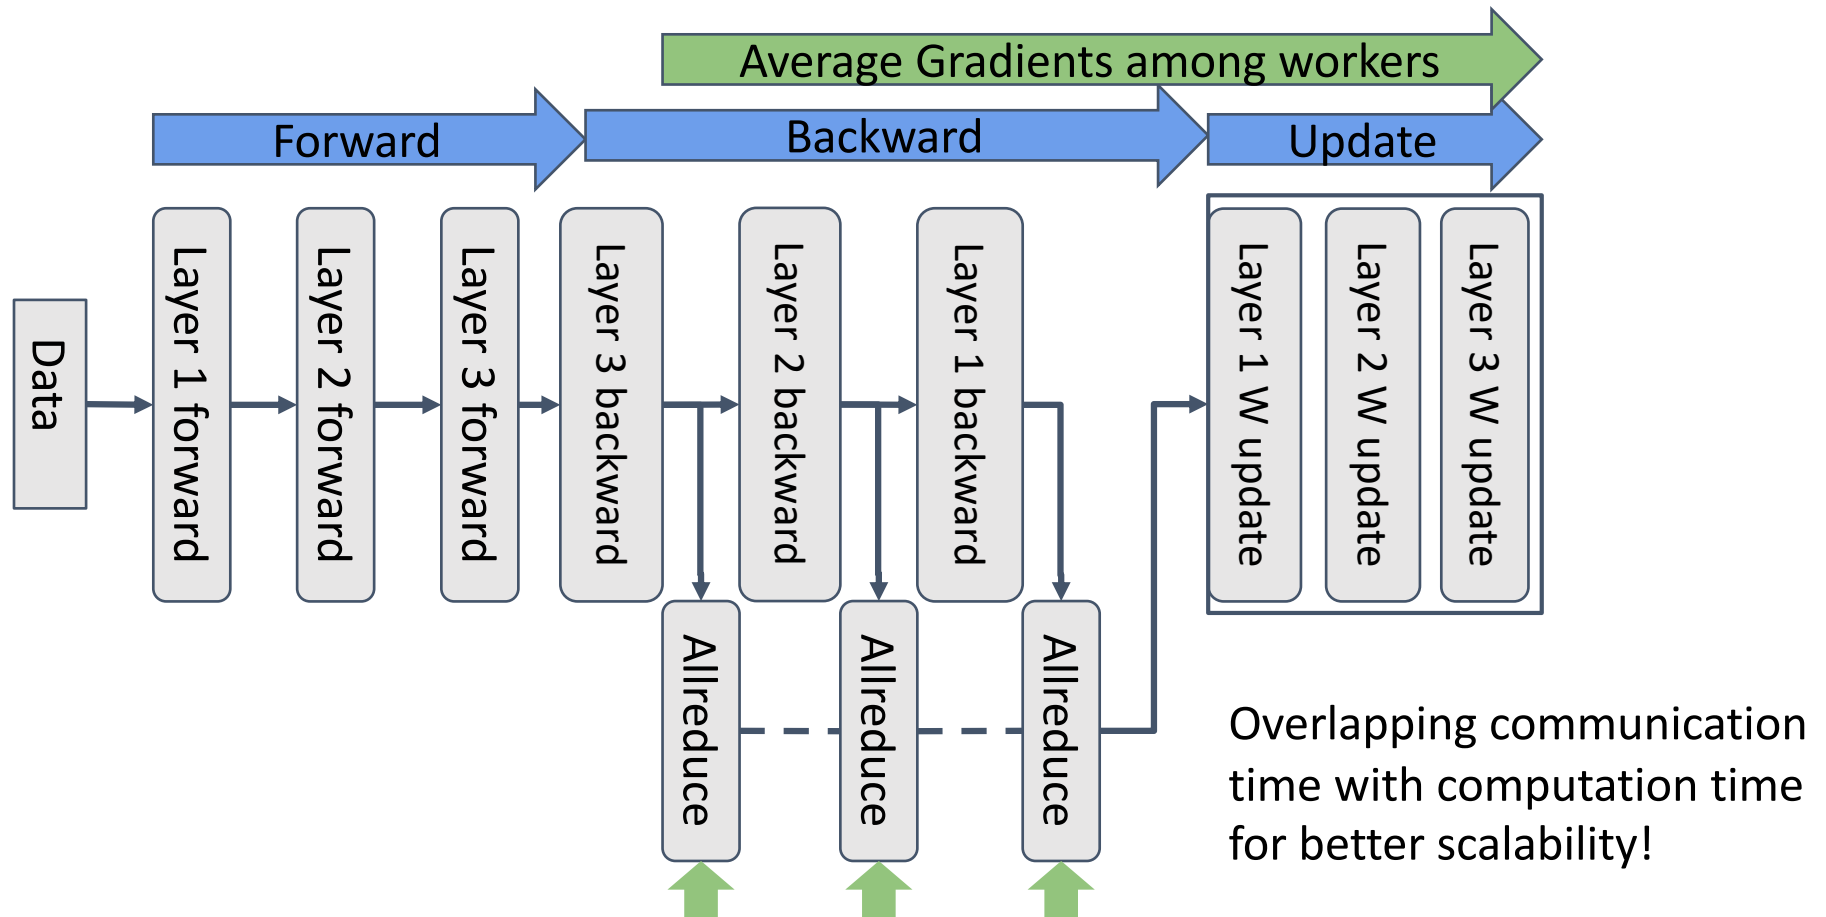 Average Gradients among workers
Forward
Backward
Update
Data
Layer 1 forward
Layer 2 forward
Layer 3 forward
Layer 3 backward
Layer 2 backward
Layer 1 backward
Layer 1 W update
Layer 2 W update
Layer 3 W update
Allreduce
Allreduce
Allreduce
Overlapping communication
time with computation time
for better scalability!